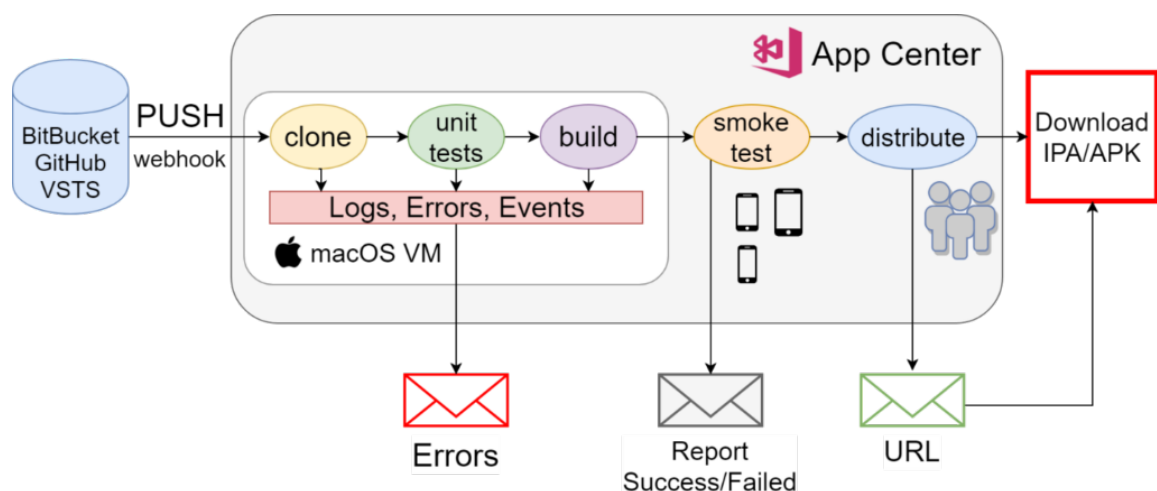 App Center
BitBucket
GitHub
VSTS
PUSH
webhook
clone
unit
tests
build
smoke
test
distribute
Download
IPA/APK
Logs, Errors, Events
macOS VM
Errors
Report
Success/Failed
URL